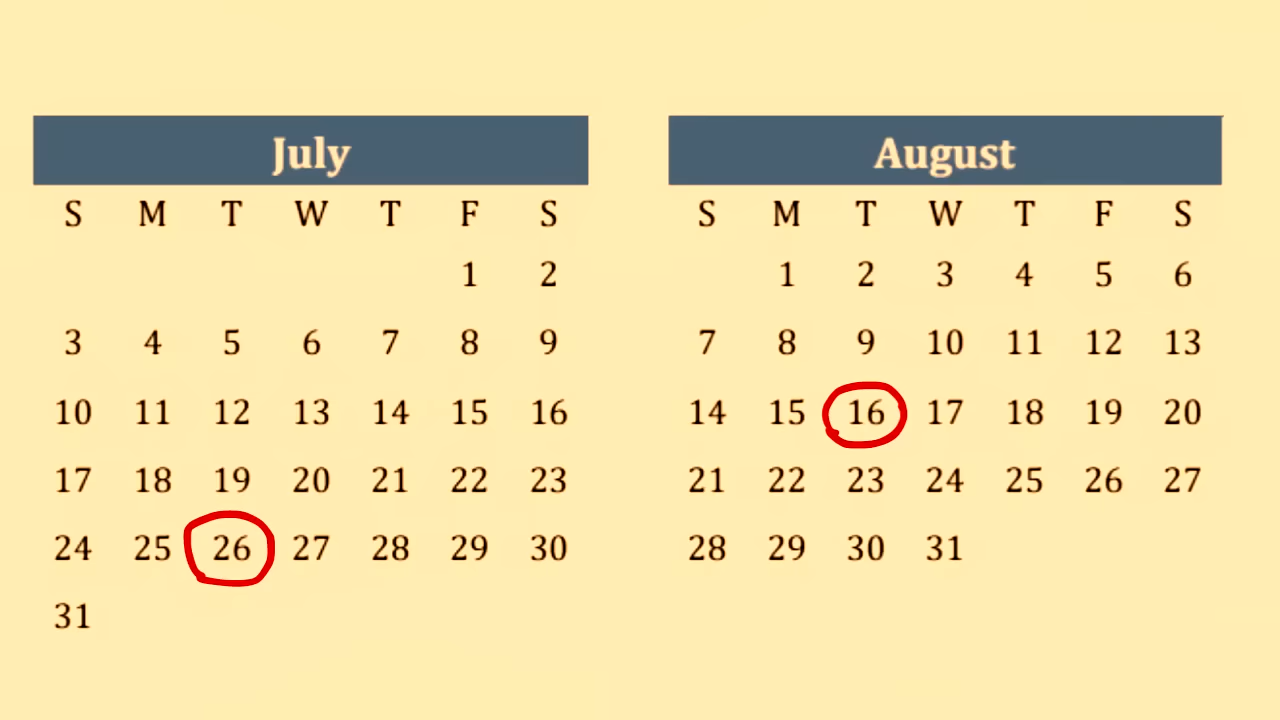 July
S M T W T F S
1 2
3 4 5 6 7 8 9
10 11 12 13 14 15 16
17 18 19 20 21 22 23
24 25 26 27 28 29 30
31
August
S M T W T F S
1 2 3 4 5 6
7 8 9 10 11 12 13
14 15 16 17 18 19 20
21 22 23 24 25 26 27
28 29 30 31